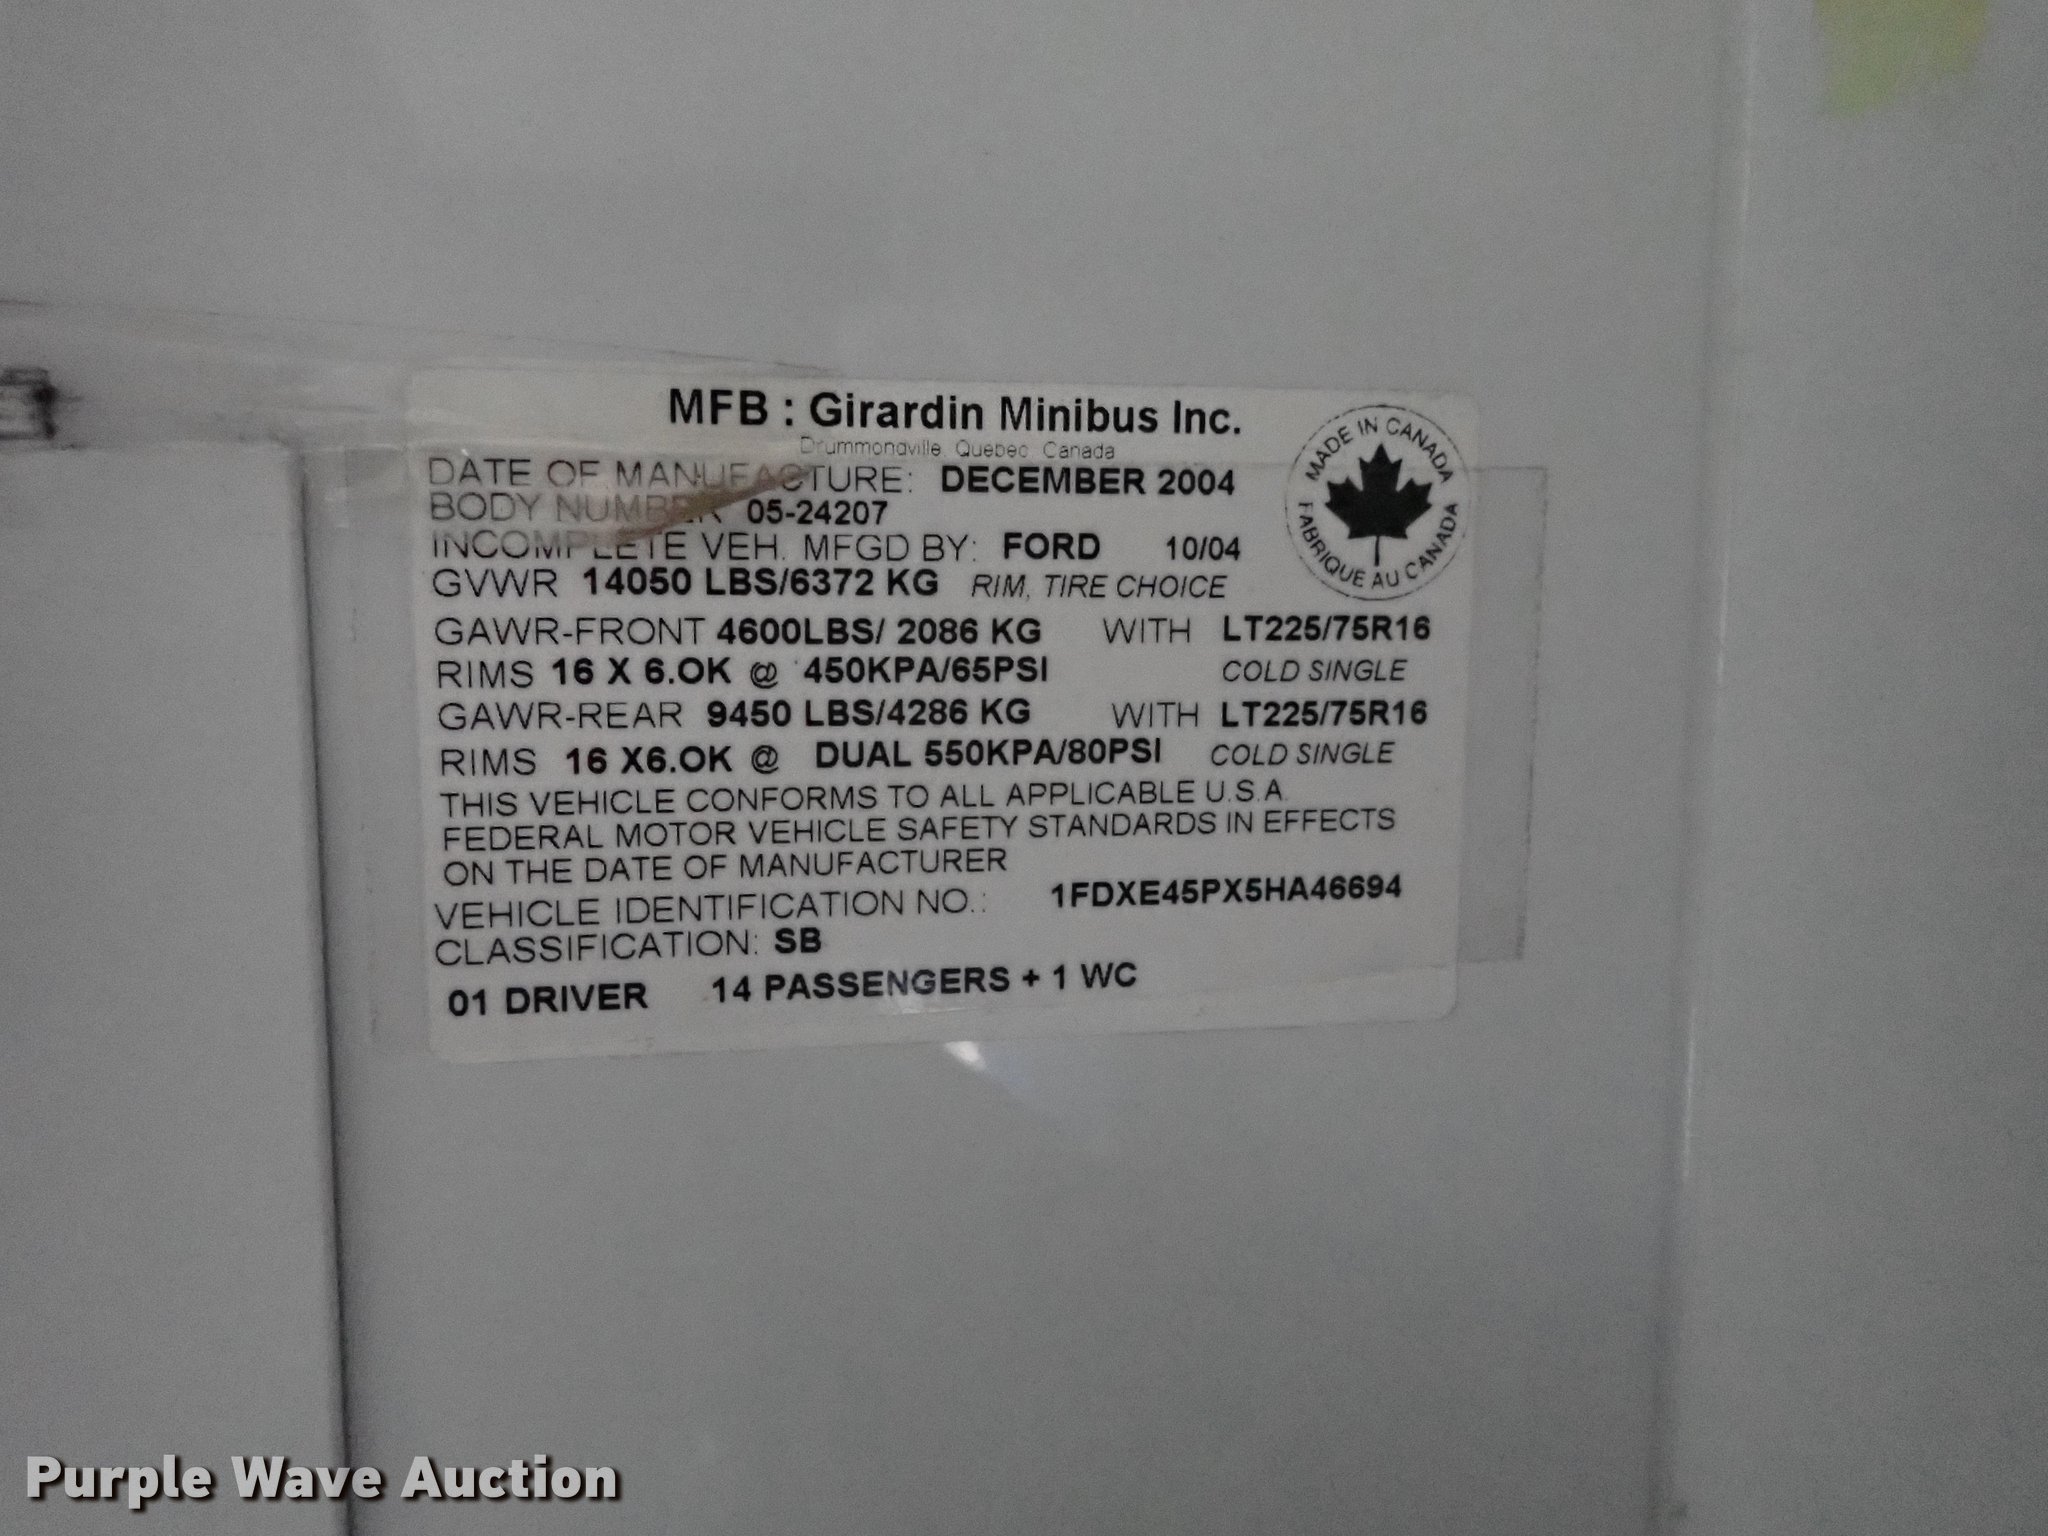 MFB : Girardin Minibus Inc.
Drummondville, Quebec, Canada
MADE IN CANADA
FABRIQUE AU CANADA
DATE OF MANUFACTURE: DECEMBER 2004
BODY NUMBER 05-24207
INCOMPLETE VEH. MFGD BY: FORD 10/04
GVWR 14050 LBS/6372 KG RIM, TIRE CHOICE
GAWR-FRONT 4600LBS/ 2086 KG WITH LT225/75R16
RIMS 16 X 6.OK @ 450KPA/65PSI COLD SINGLE
GAWR-REAR 9450 LBS/4286 KG WITH LT225/75R16
RIMS 16 X6.OK @ DUAL 550KPA/80PSI COLD SINGLE
THIS VEHICLE CONFORMS TO ALL APPLICABLE U.S.A.
FEDERAL MOTOR VEHICLE SAFETY STANDARDS IN EFFECTS
ON THE DATE OF MANUFACTURER
VEHICLE IDENTIFICATION NO.: 1FDXE45PX5HA46694
CLASSIFICATION: SB
01 DRIVER 14 PASSENGERS + 1 WC
Purple Wave Auction